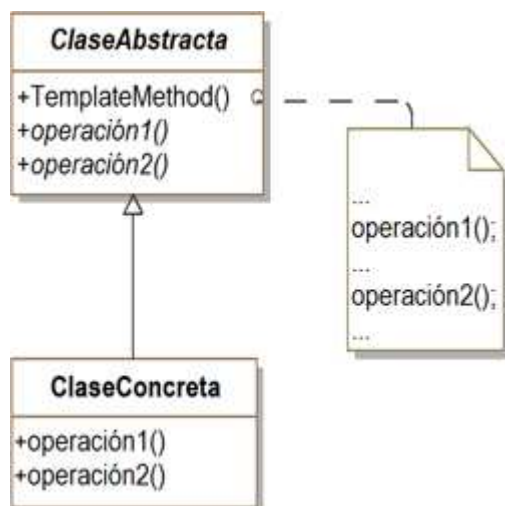 ClaseAbstracta
+TemplateMethod()
+operación1()
+operación2()
...
operación1();
...
operación2();
...
ClaseConcreta
+operación1()
+operación2()